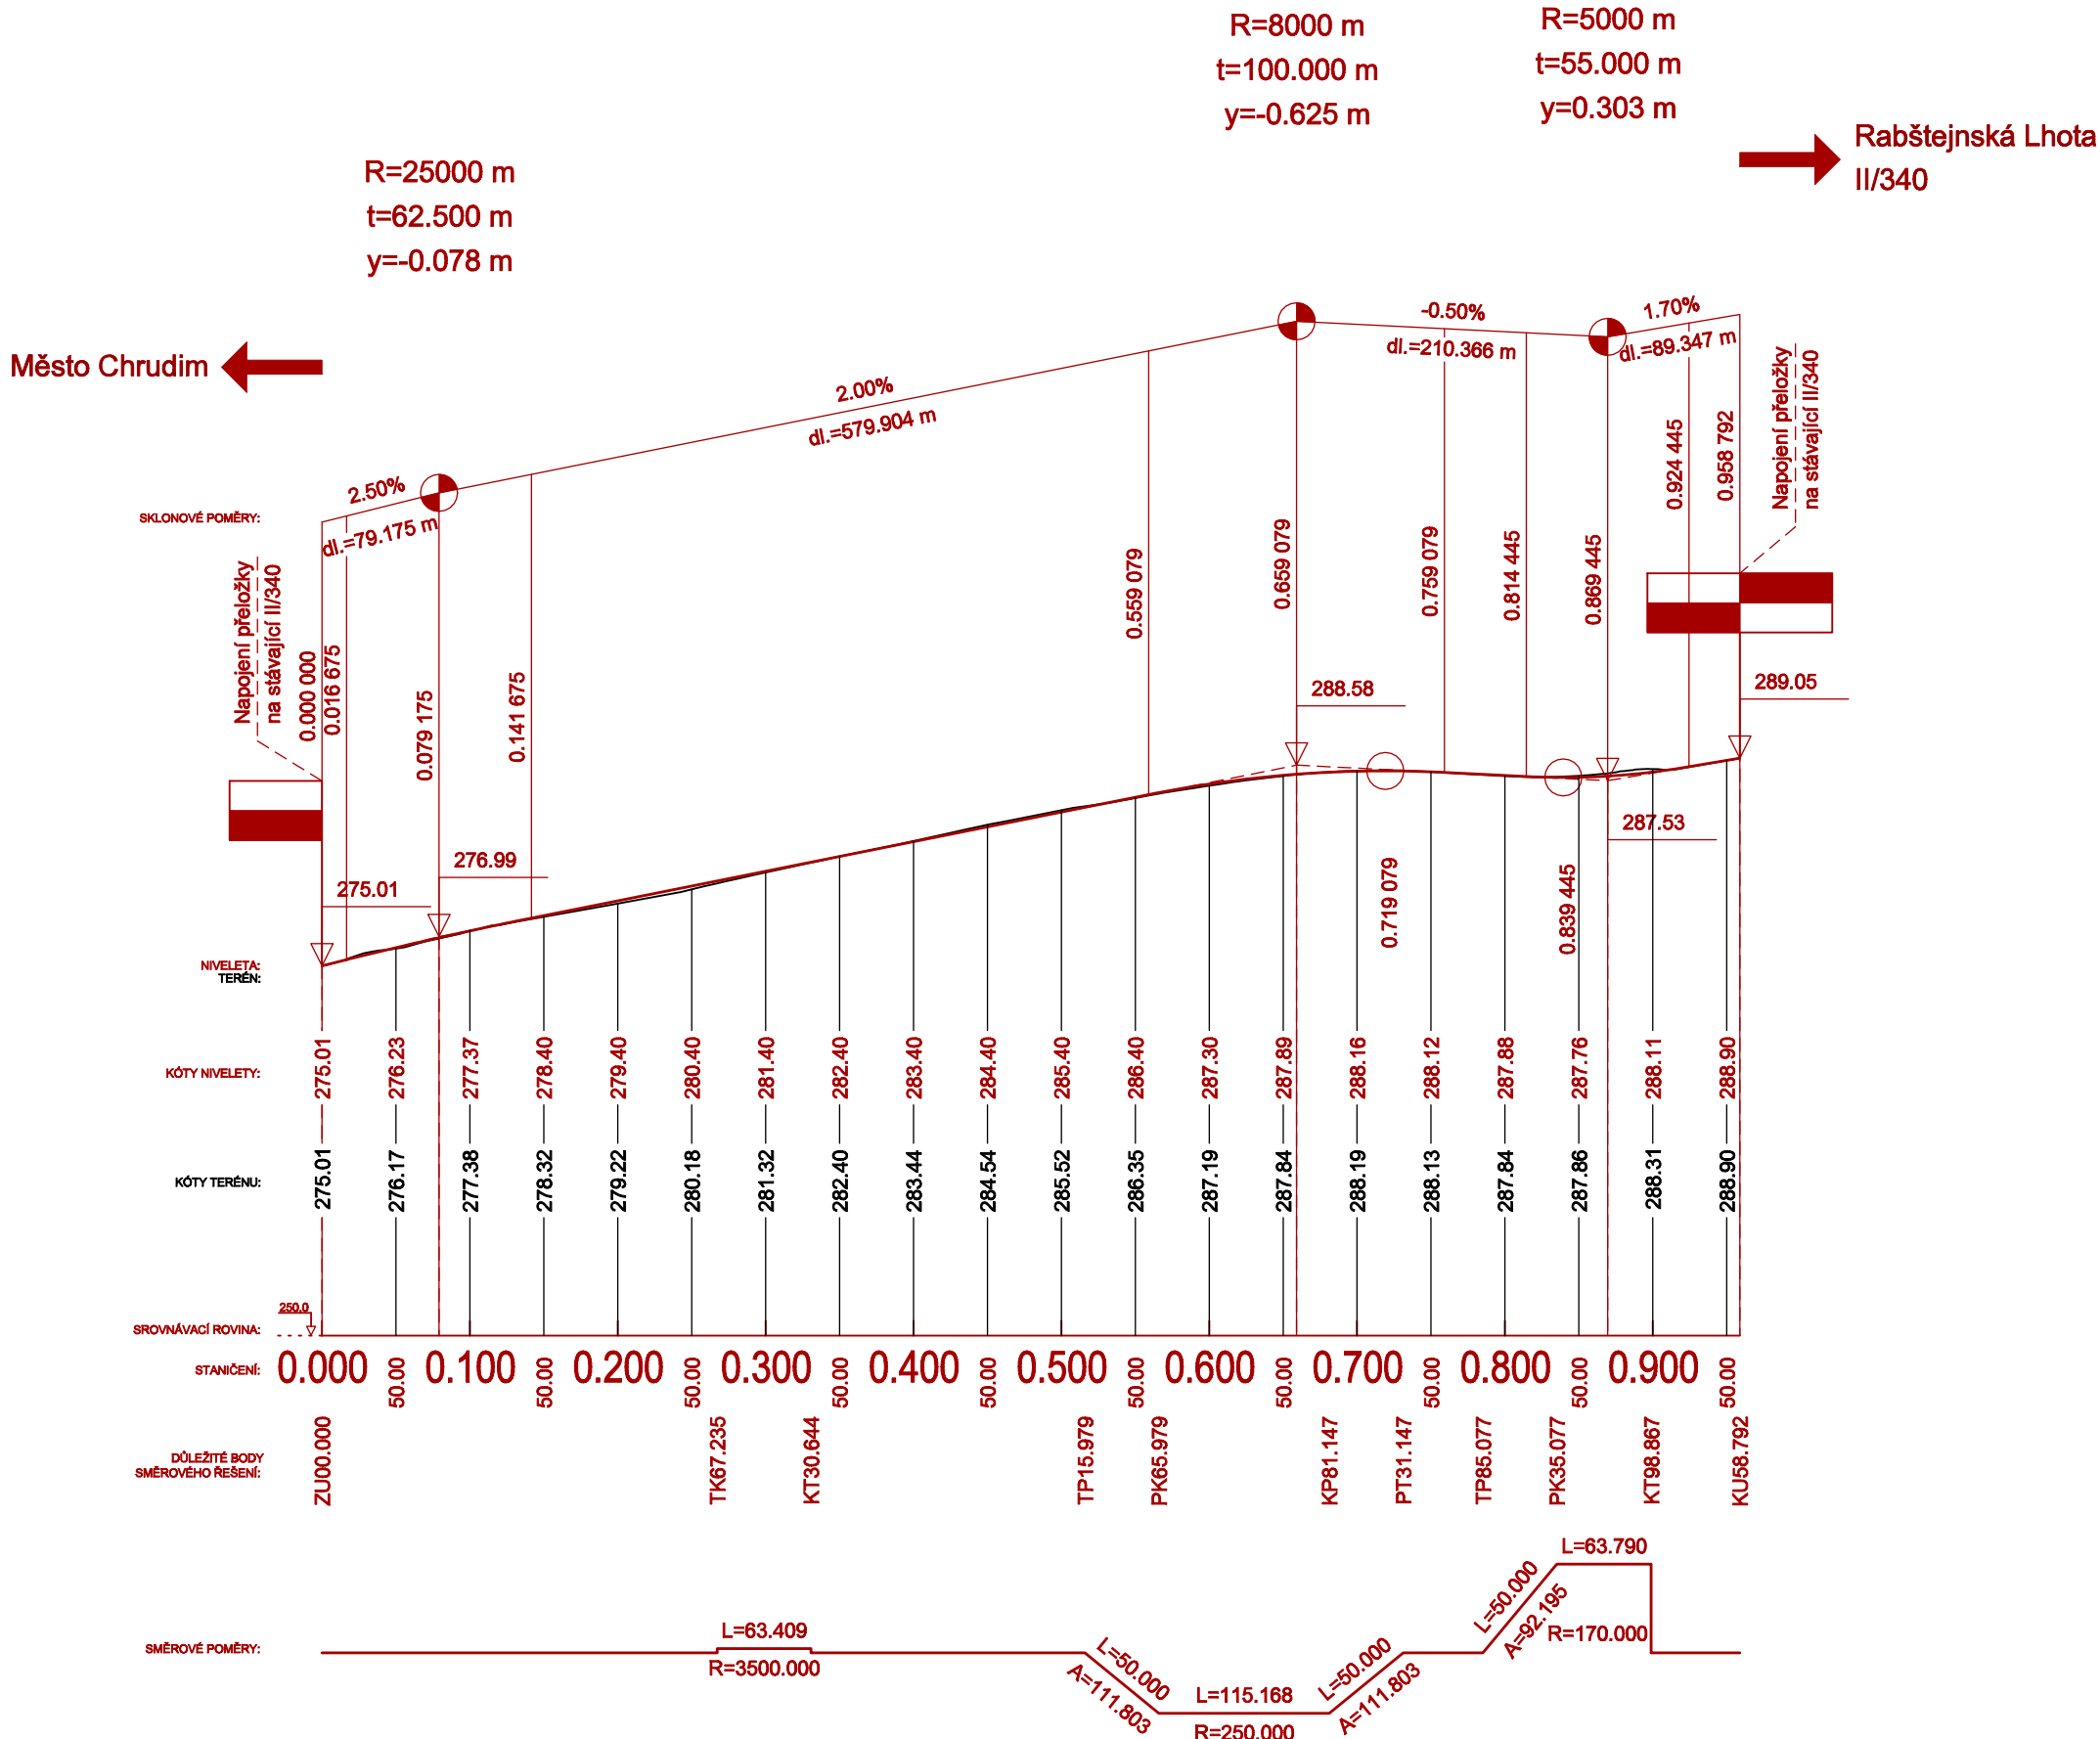 R=8000 m
t=100.000 m
y=-0.625 m
R=5000 m
t=55.000 m
y=0.303 m
Rabštejnská Lhota
II/340
R=25000 m
t=62.500 m
y=-0.078 m
Město Chrudim
SKLONOVÉ POMĚRY:
2.50%
dl.=79.175 m
2.00%
dl.=579.904 m
-0.50%
dl.=210.366 m
1.70%
dl.=89.347 m
Napojení přeložky
na stávající II/340
0.000 000
0.016 675
0.079 175
0.141 675
0.559 079
0.659 079
0.759 079
0.814 445
0.869 445
0.924 445
0.958 792
Napojení přeložky
na stávající II/340
275.01
276.99
288.58
287.53
289.05
0.719 079
0.839 445
NIVELETA:
TERÉN:
KÓTY NIVELETY:
275.01
276.23
277.37
278.40
279.40
280.40
281.40
282.40
283.40
284.40
285.40
286.40
287.30
287.89
288.16
288.12
287.88
287.76
288.11
288.90
KÓTY TERÉNU:
275.01
276.17
277.38
278.32
279.22
280.18
281.32
282.40
283.44
284.54
285.52
286.35
287.19
287.84
288.19
288.13
287.84
287.86
288.31
288.90
250.0
SROVNÁVACÍ ROVINA:
STANIČENÍ:
0.000
50.00
0.100
50.00
0.200
50.00
0.300
50.00
0.400
50.00
0.500
50.00
0.600
50.00
0.700
50.00
0.800
50.00
0.900
50.00
DŮLEŽITÉ BODY
SMĚROVÉHO ŘEŠENÍ:
ZU00.000
TK67.235
KT30.644
TP15.979
PK65.979
KP81.147
PT31.147
TP85.077
PK35.077
KT98.867
KU58.792
SMĚROVÉ POMĚRY:
L=63.409
R=3500.000
L=50.000
A=111.803
L=115.168
R=250.000
L=50.000
A=111.803
L=50.000
A=92.195
L=63.790
R=170.000